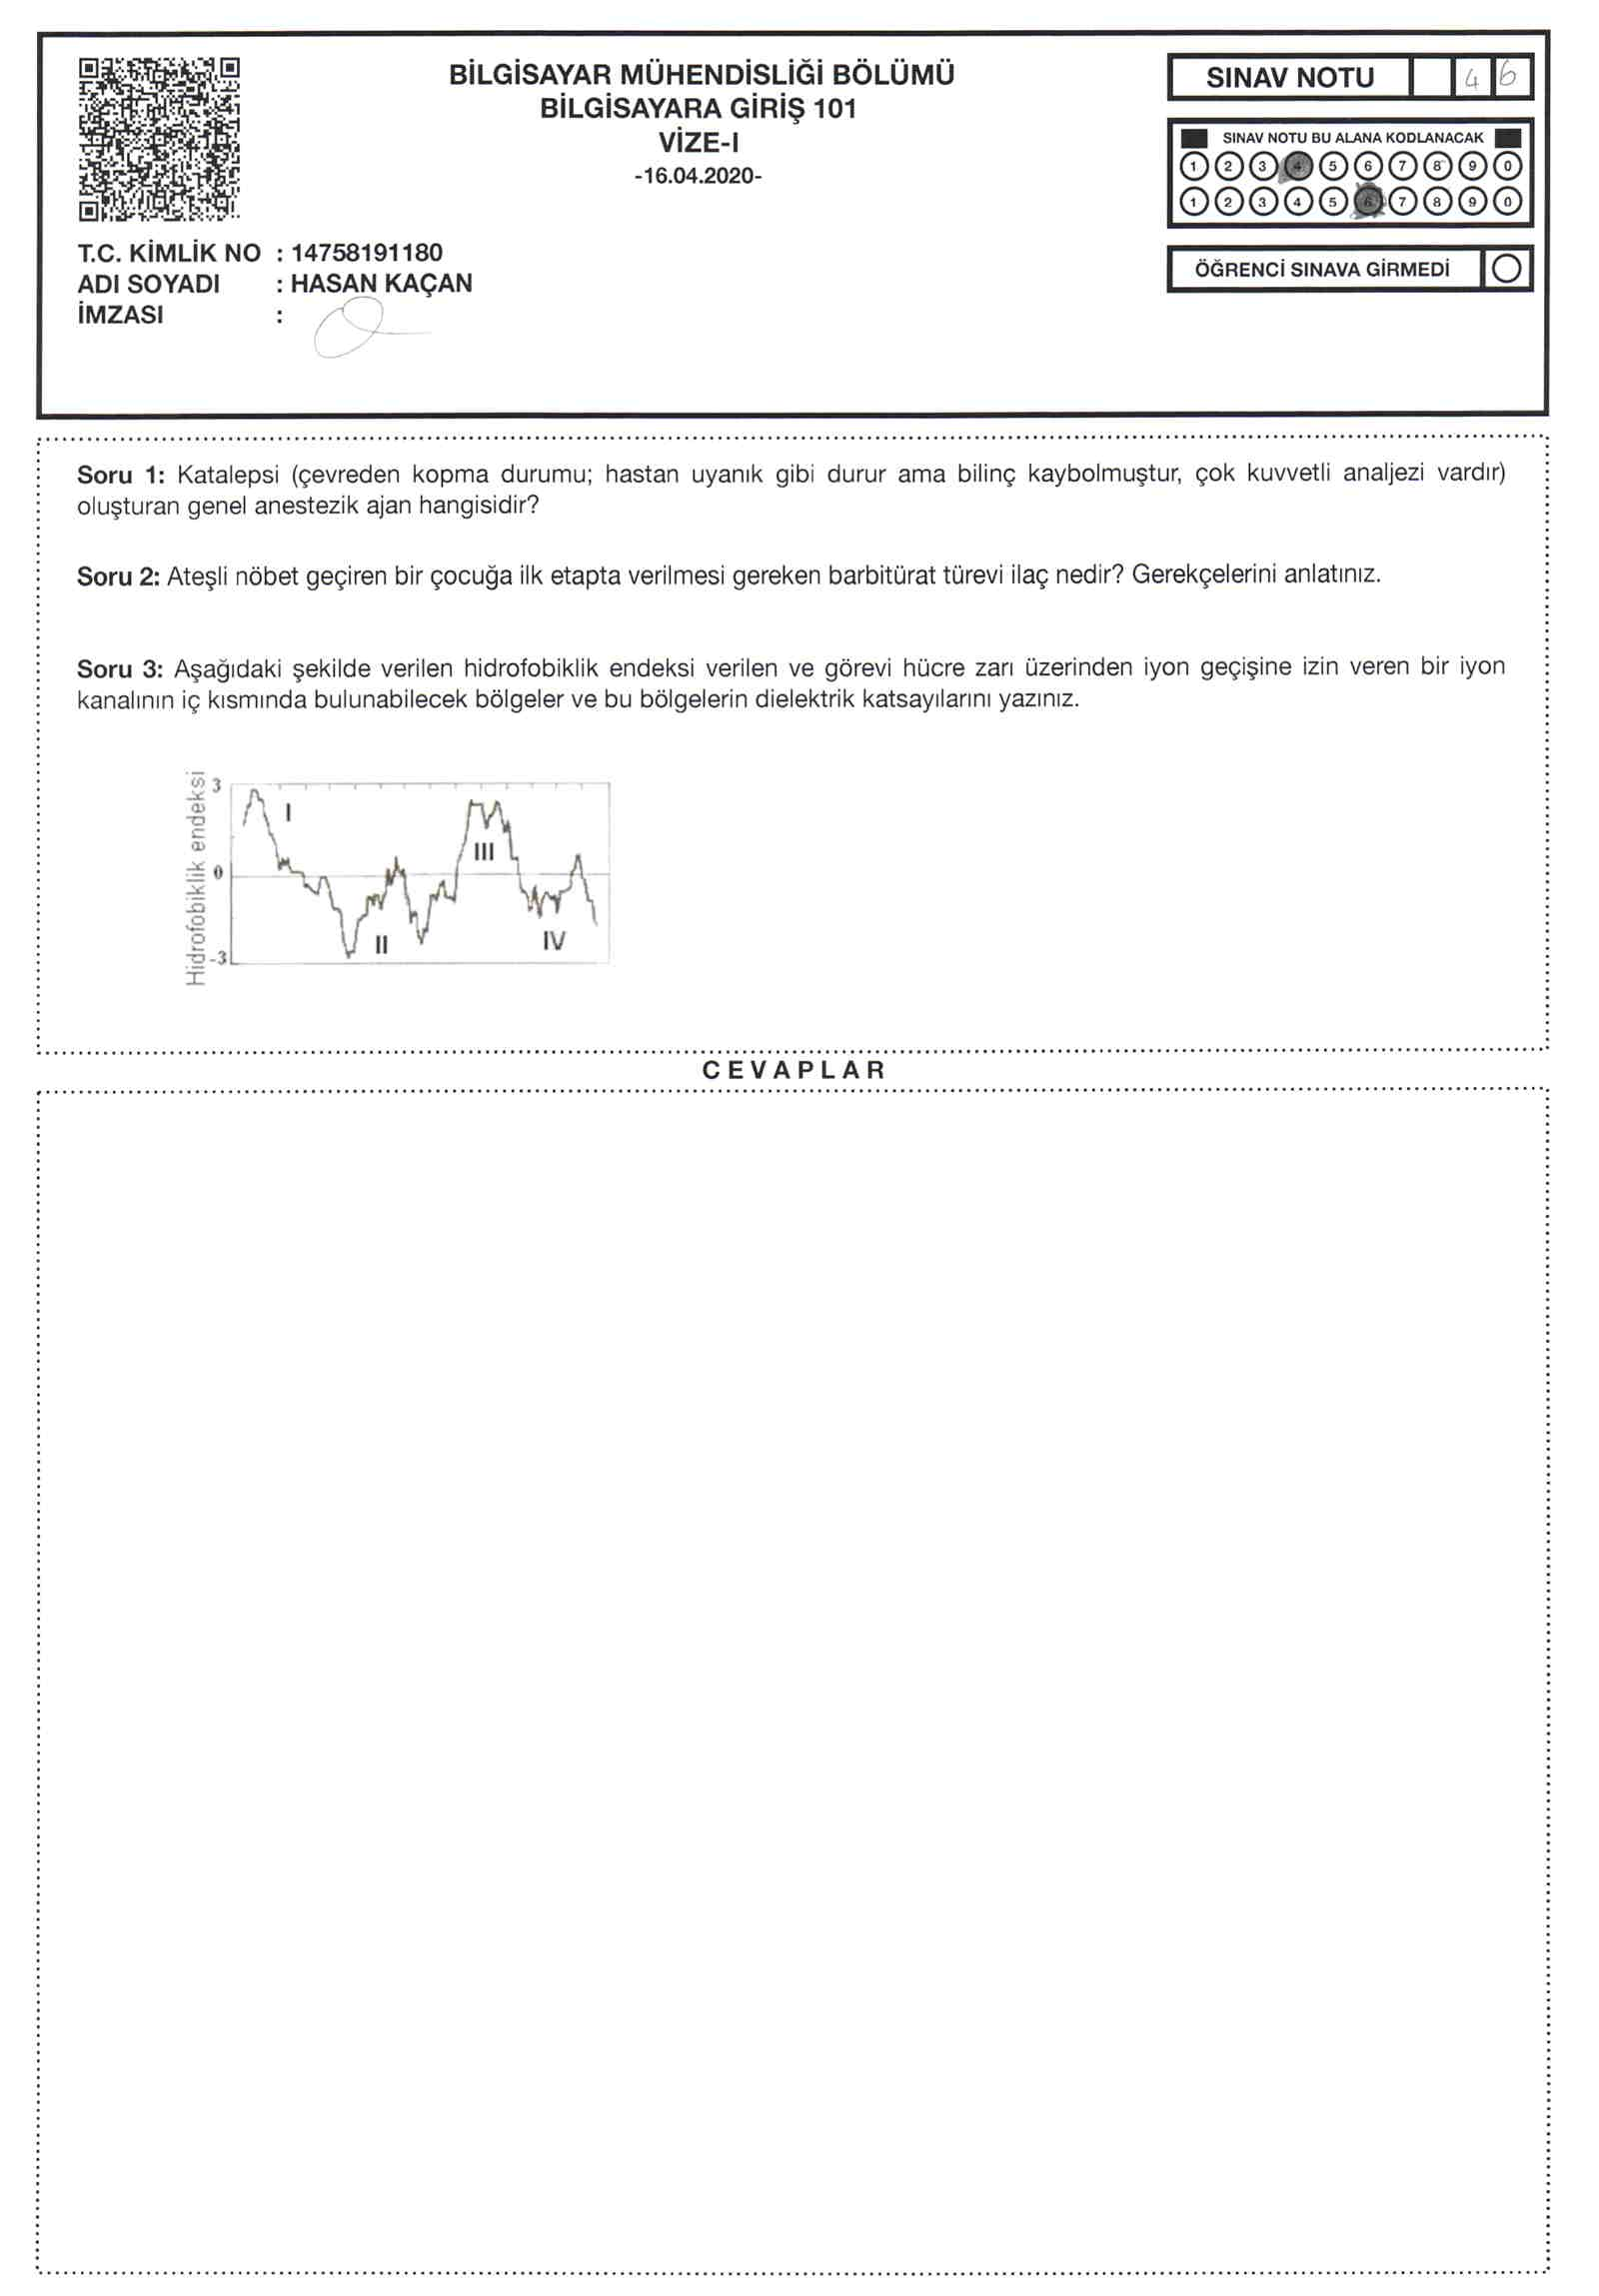 BİLGİSAYAR MÜHENDİSLİĞİ BÖLÜMÜ
BİLGİSAYARA GİRİŞ 101
VİZE-I
-16.04.2020-
SINAV NOTU 4 6
SINAV NOTU BU ALANA KODLANACAK
1 2 3 4 5 6 7 8 9 0
1 2 3 4 5 6 7 8 9 0
ÖĞRENCİ SINAVA GİRMEDİ
T.C. KİMLİK NO : 14758191180
ADI SOYADI : HASAN KAÇAN
İMZASI :
Soru 1: Katalepsi (çevreden kopma durumu; hastan uyanık gibi durur ama bilinç kaybolmuştur, çok kuvvetli analjezi vardır)
oluşturan genel anestezik ajan hangisidir?
Soru 2: Ateşli nöbet geçiren bir çocuğa ilk etapta verilmesi gereken barbitürat türevi ilaç nedir? Gerekçelerini anlatınız.
Soru 3: Aşağıdaki şekilde verilen hidrofobiklik endeksi verilen ve görevi hücre zarı üzerinden iyon geçişine izin veren bir iyon
kanalının iç kısmında bulunabilecek bölgeler ve bu bölgelerin dielektrik katsayılarını yazınız.
Hidrofobiklik endeksi
3
0
-3
I
II
III
IV
CEVAPLAR